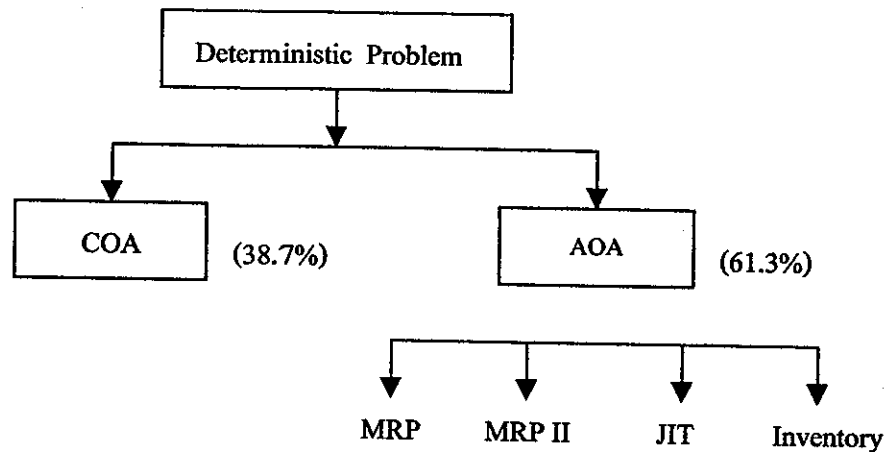 Deterministic Problem
COA
(38.7%)
AOA
(61.3%)
MRP
MRP II
JIT
Inventory